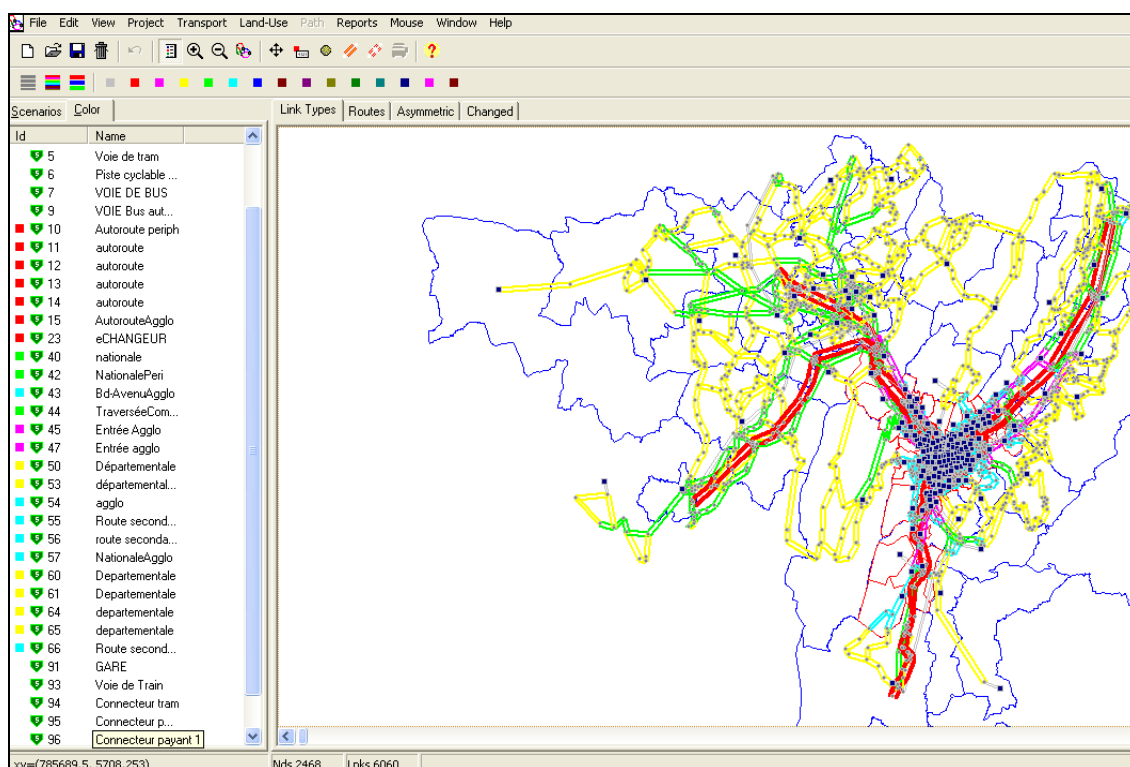 File Edit View Project Transport Land-Use Path Reports Mouse Window Help
Scenarios Color
Link Types Routes Asymmetric Changed
Id Name
5 Voie de tram
6 Piste cyclable ...
7 VOIE DE BUS
9 VOIE Bus aut...
10 Autoroute periph
11 autoroute
12 autoroute
13 autoroute
14 autoroute
15 AutorouteAgglo
23 eCHANGEUR
40 nationale
42 NationalePeri
43 Bd-AvenuAgglo
44 TraverséeCom...
45 Entrée Agglo
47 Entrée agglo
50 Départementale
53 départemental...
54 agglo
55 Route second...
56 route seconda...
57 NationaleAgglo
60 Departementale
61 Departementale
64 departementale
65 departementale
66 Route second...
91 GARE
93 Voie de Train
94 Connecteur tram
95 Connecteur p...
96 Connecteur payant 1
xy=(785689.5, 5708.253) Nds 2468 Lnks 6060